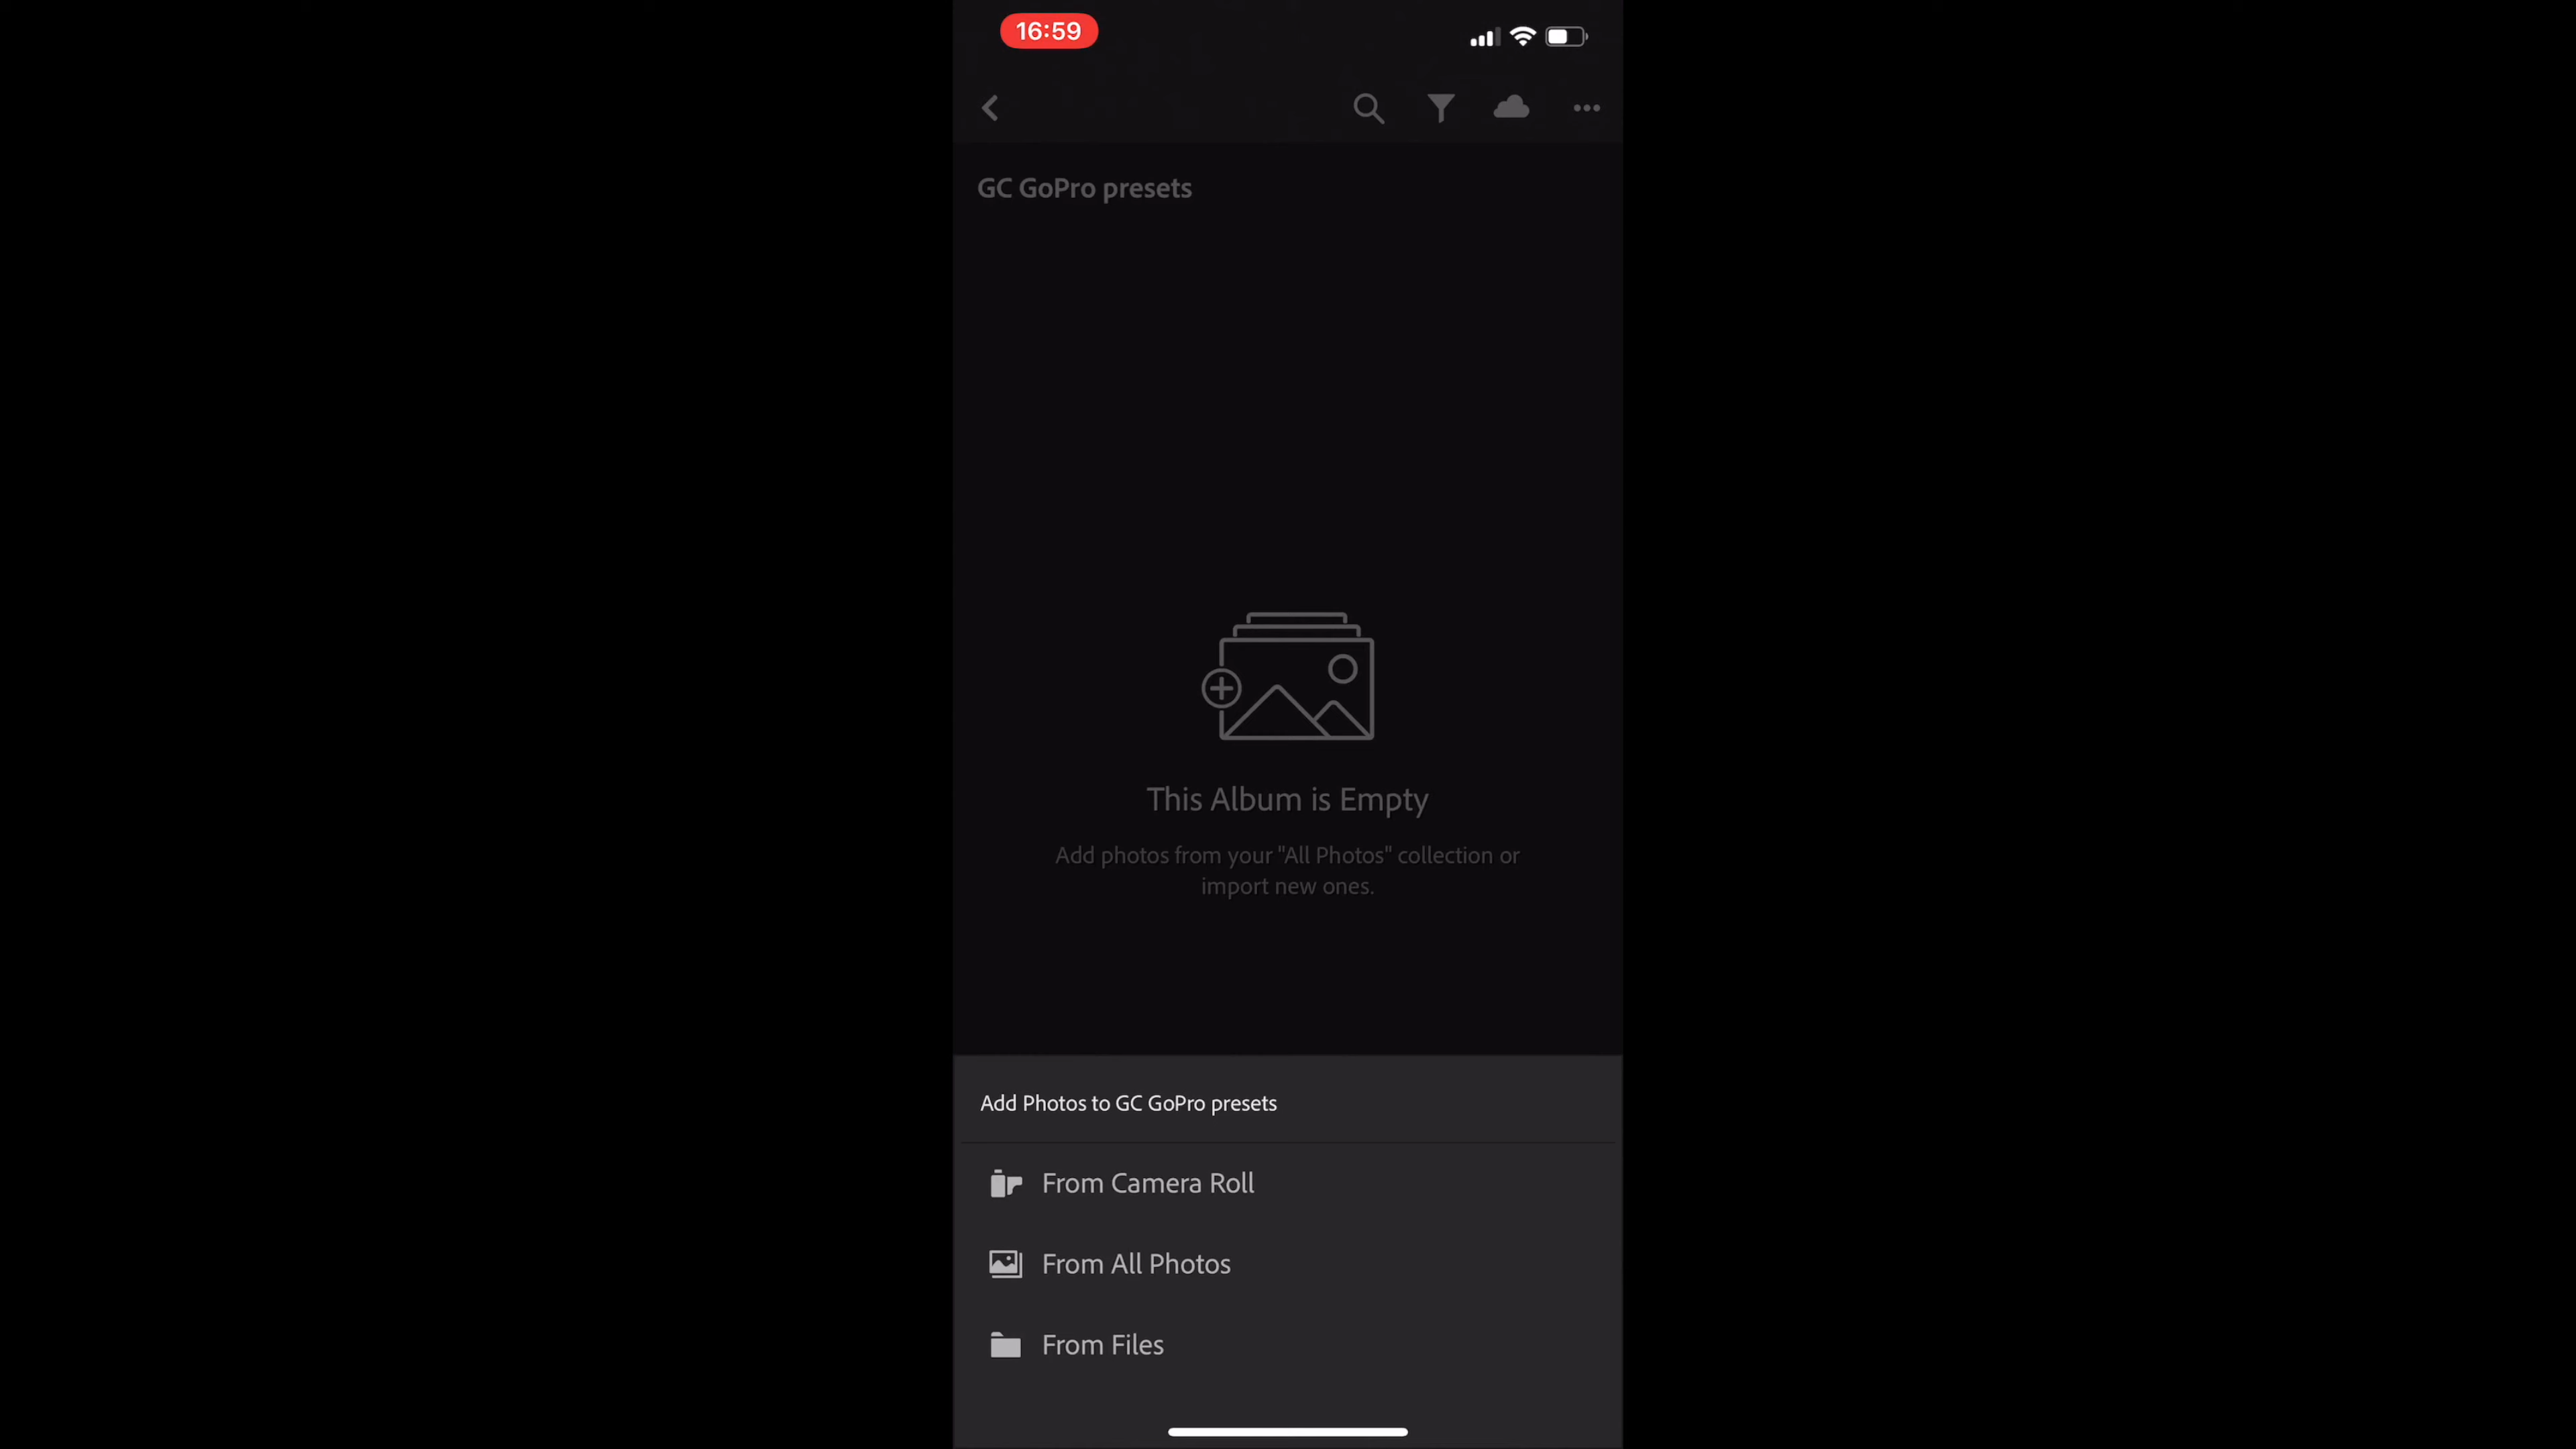 16:59
GC GoPro presets
This Album is Empty
Add photos from your "All Photos" collection or
import new ones.
Add Photos to GC GoPro presets
From Camera Roll
From All Photos
From Files